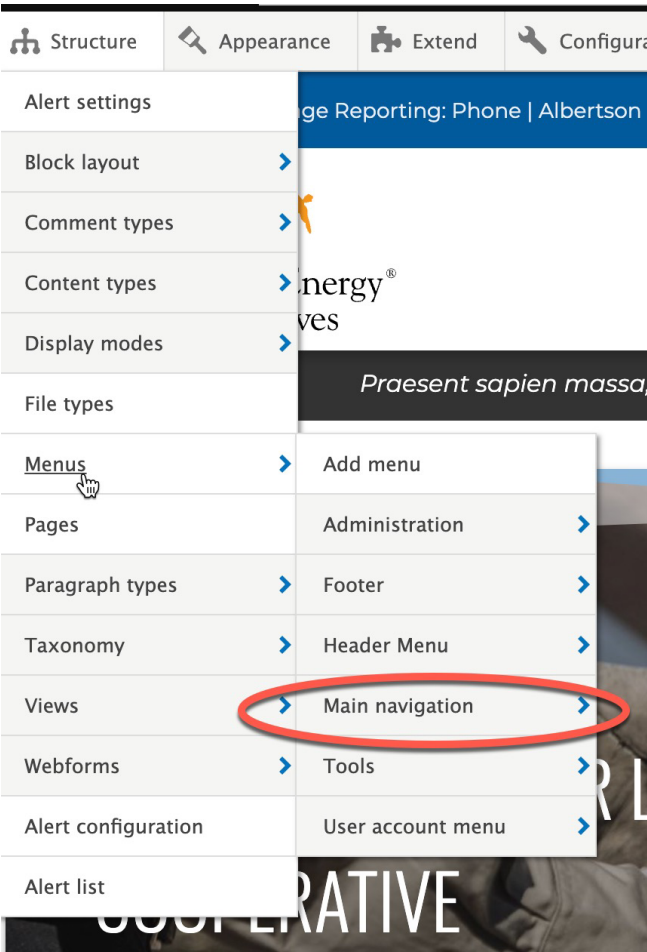 Structure
Appearance
Extend
Alert settings
ge Reporting: Phone | Albertson
Block layout
Comment types
Content types
nergy®
ves
Display modes
Praesent sapien massa,
File types
Menus
Add menu
Pages
Administration
Paragraph types
Footer
Taxonomy
Header Menu
Views
Main navigation
Webforms
Tools
Alert configuration
User account menu
Alert list